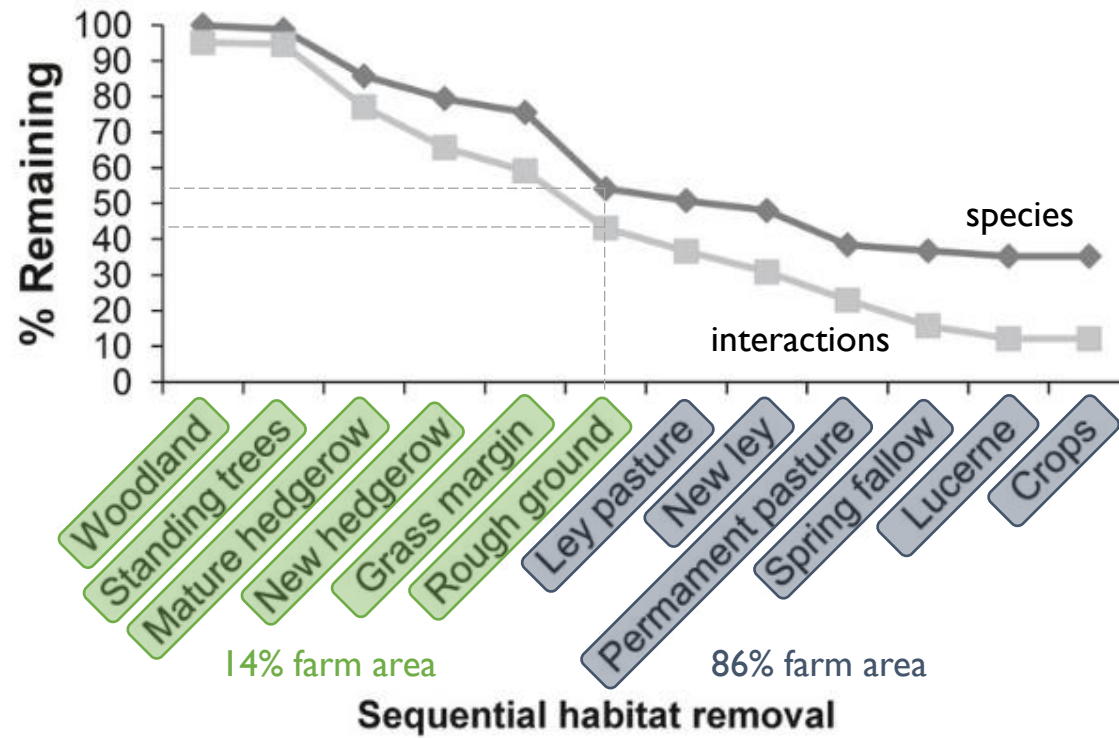 % Remaining
100
90
80
70
60
50
40
30
20
10
0
species
interactions
Woodland
Standing trees
Mature hedgerow
New hedgerow
Grass margin
Rough ground
Ley pasture
New ley
Permament pasture
Spring fallow
Lucerne
Crops
14% farm area
86% farm area
Sequential habitat removal